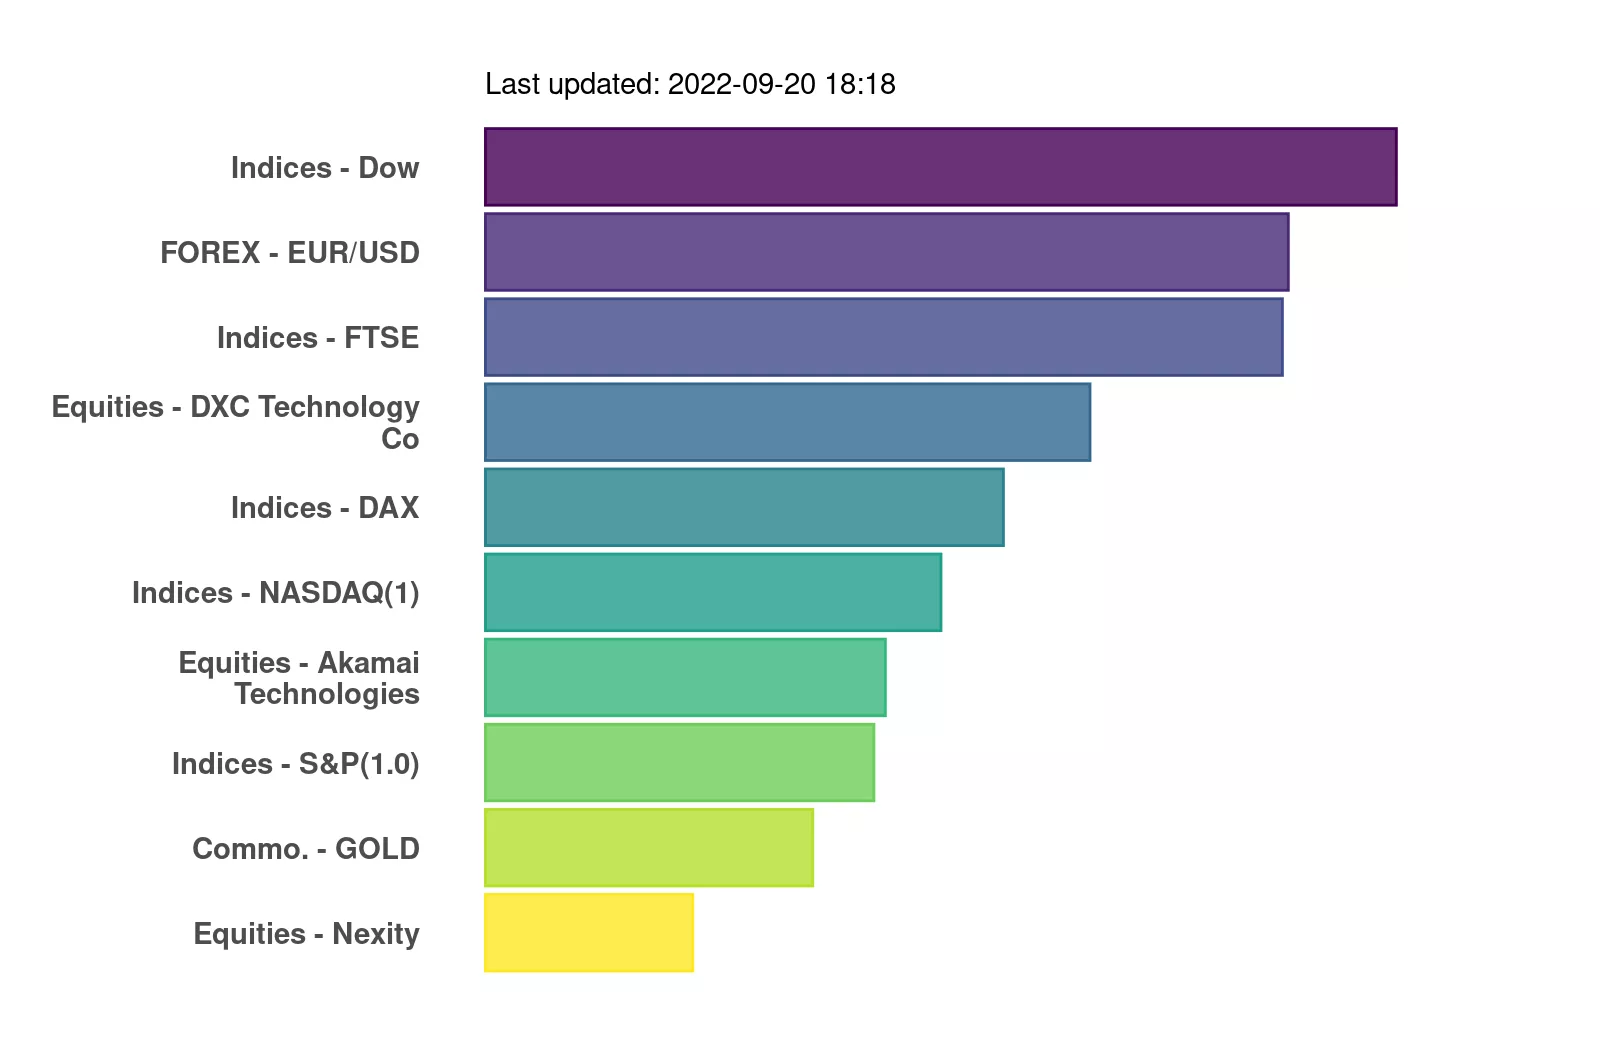 Last updated: 2022-09-20 18:18
Indices - Dow
FOREX - EUR/USD
Indices - FTSE
Equities - DXC Technology
Co
Indices - DAX
Indices - NASDAQ(1)
Equities - Akamai
Technologies
Indices - S&P(1.0)
Commo. - GOLD
Equities - Nexity